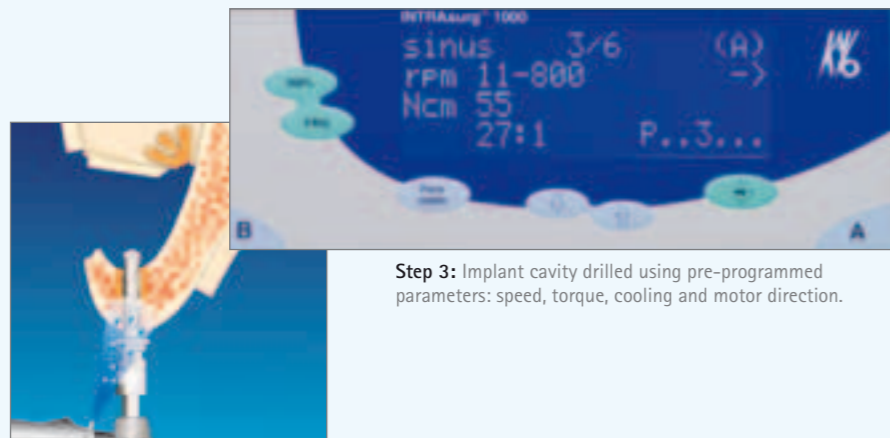 INTRAsurg 1000
sinus 3/6 (A)
rpm 11-800 ->
Ncm 55
27:1 P..3...
B A
Step 3: Implant cavity drilled using pre-programmed
parameters: speed, torque, cooling and motor direction.